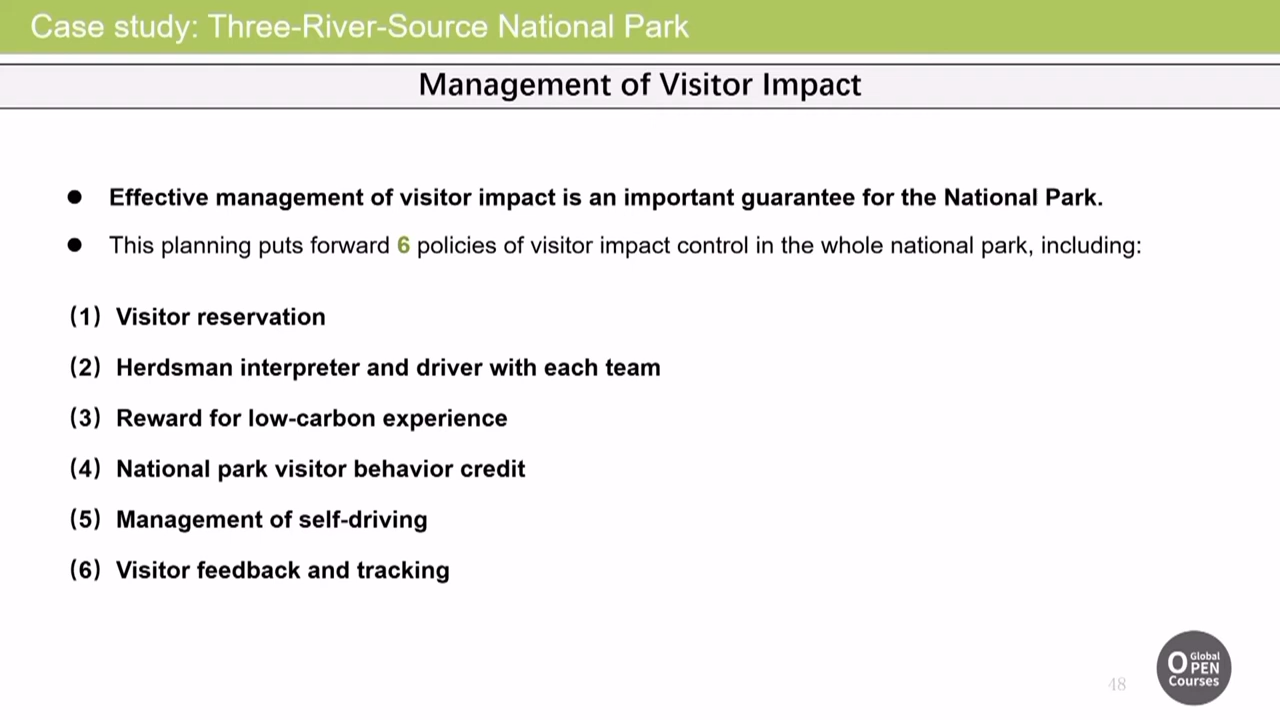 Case study: Three-River-Source National Park
Management of Visitor Impact
● Effective management of visitor impact is an important guarantee for the National Park.
● This planning puts forward 6 policies of visitor impact control in the whole national park, including:
(1) Visitor reservation
(2) Herdsman interpreter and driver with each team
(3) Reward for low-carbon experience
(4) National park visitor behavior credit
(5) Management of self-driving
(6) Visitor feedback and tracking
48
Global
OPEN
Courses